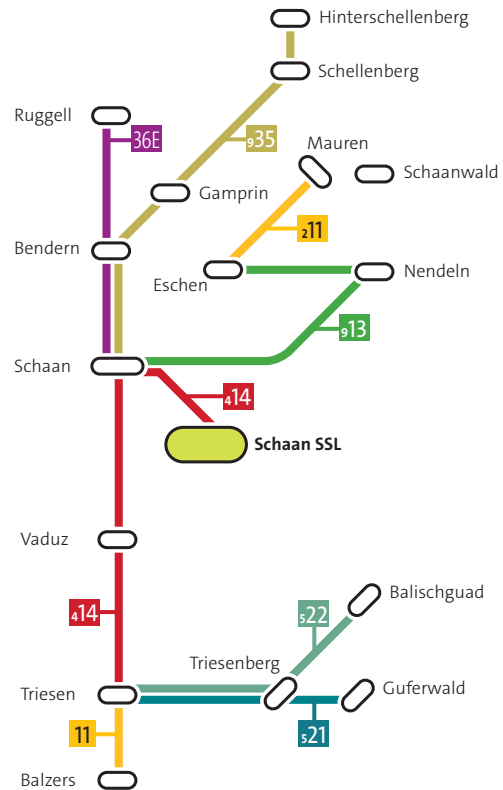 Hinterschellenberg
Schellenberg
Ruggell
36E
935
Mauren
Schaanwald
Gamprin
211
Bendern
Eschen
Nendeln
913
Schaan
414
Schaan SSL
Vaduz
Balischguad
414
522
Triesenberg
Guferwald
Triesen
11
521
Balzers